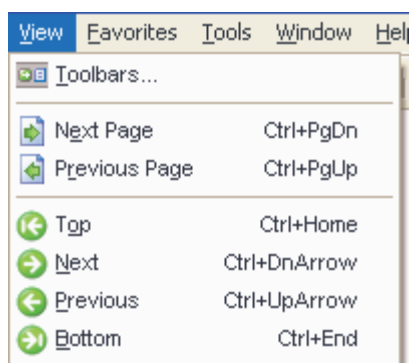 View Favorites Tools Window Help
Toolbars...
Next Page Ctrl+PgDn
Previous Page Ctrl+PgUp
Top Ctrl+Home
Next Ctrl+DnArrow
Previous Ctrl+UpArrow
Bottom Ctrl+End